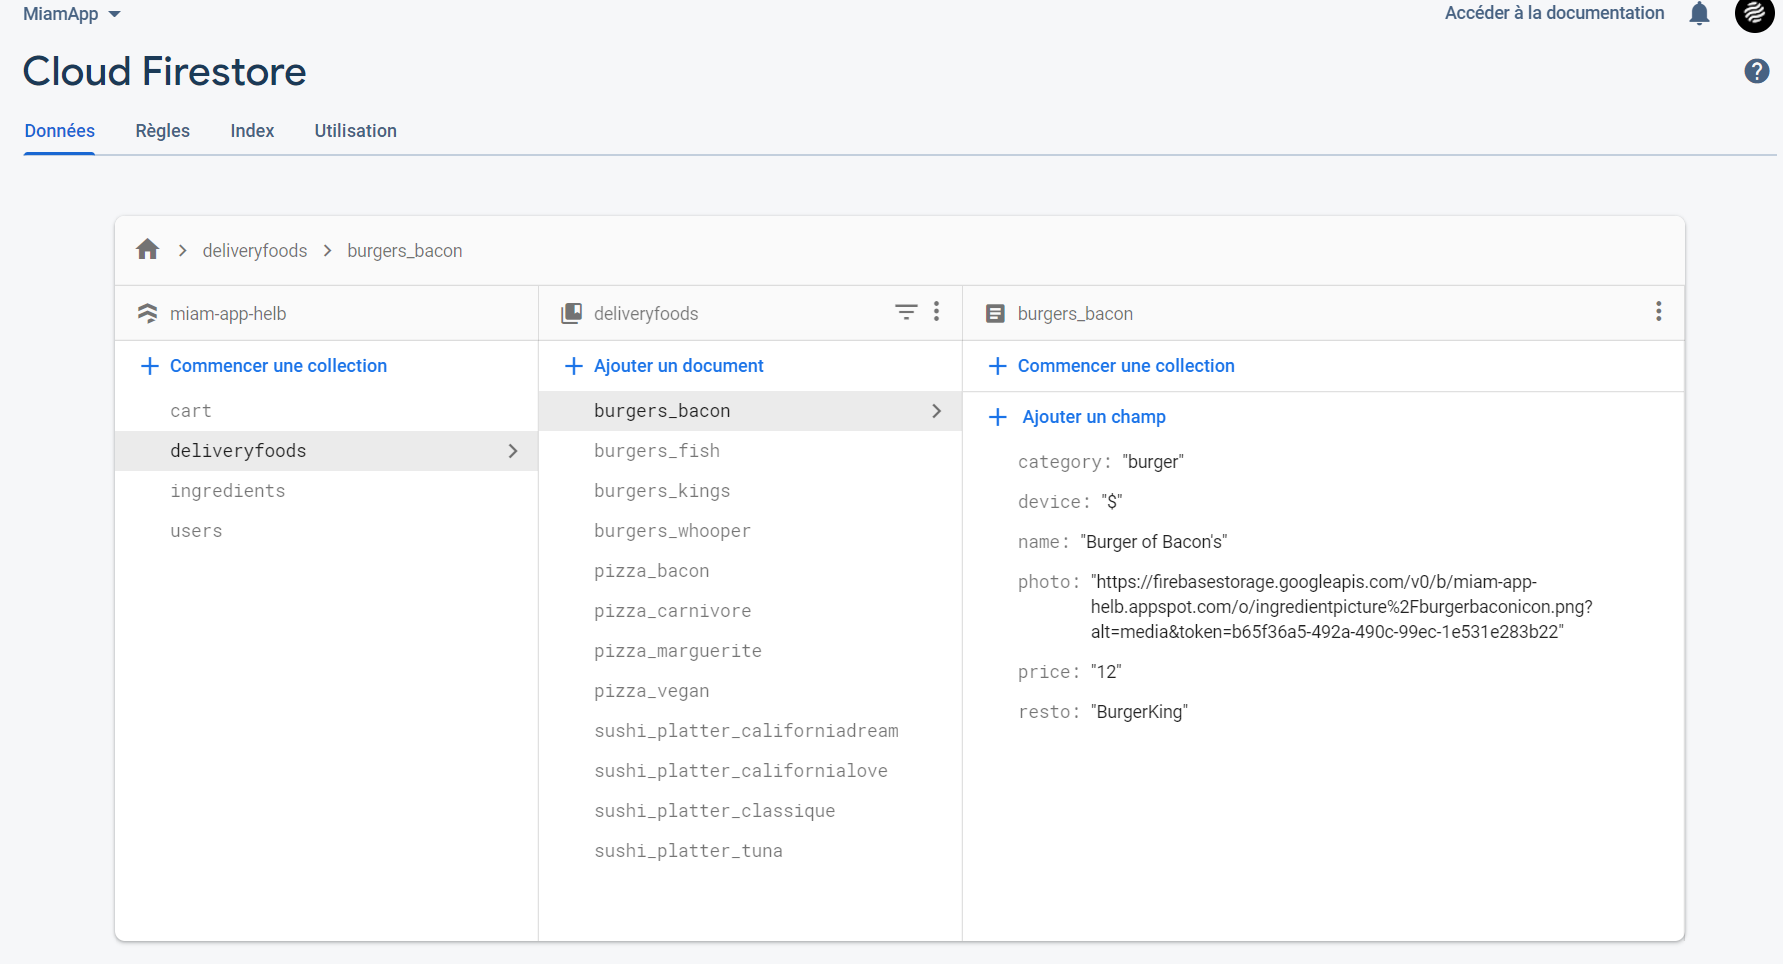 MiamApp
Accéder à la documentation
Cloud Firestore
?
Données
Règles
Index
Utilisation
deliveryfoods
burgers_bacon
miam-app-helb
Commencer une collection
cart
deliveryfoods
ingredients
users
deliveryfoods
Ajouter un document
burgers_bacon
burgers_fish
burgers_kings
burgers_whooper
pizza_bacon
pizza_carnivore
pizza_marguerite
pizza_vegan
sushi_platter_californiadream
sushi_platter_californialove
sushi_platter_classique
sushi_platter_tuna
burgers_bacon
Commencer une collection
Ajouter un champ
category: "burger"
device: "$"
name: "Burger of Bacon's"
photo: "https://firebasestorage.googleapis.com/v0/b/miam-app-
helb.appspot.com/o/ingredientpicture%2Fburgerbaconicon.png?
alt=media&token=b65f36a5-492a-490c-99ec-1e531e283b22"
price: "12"
resto: "BurgerKing"